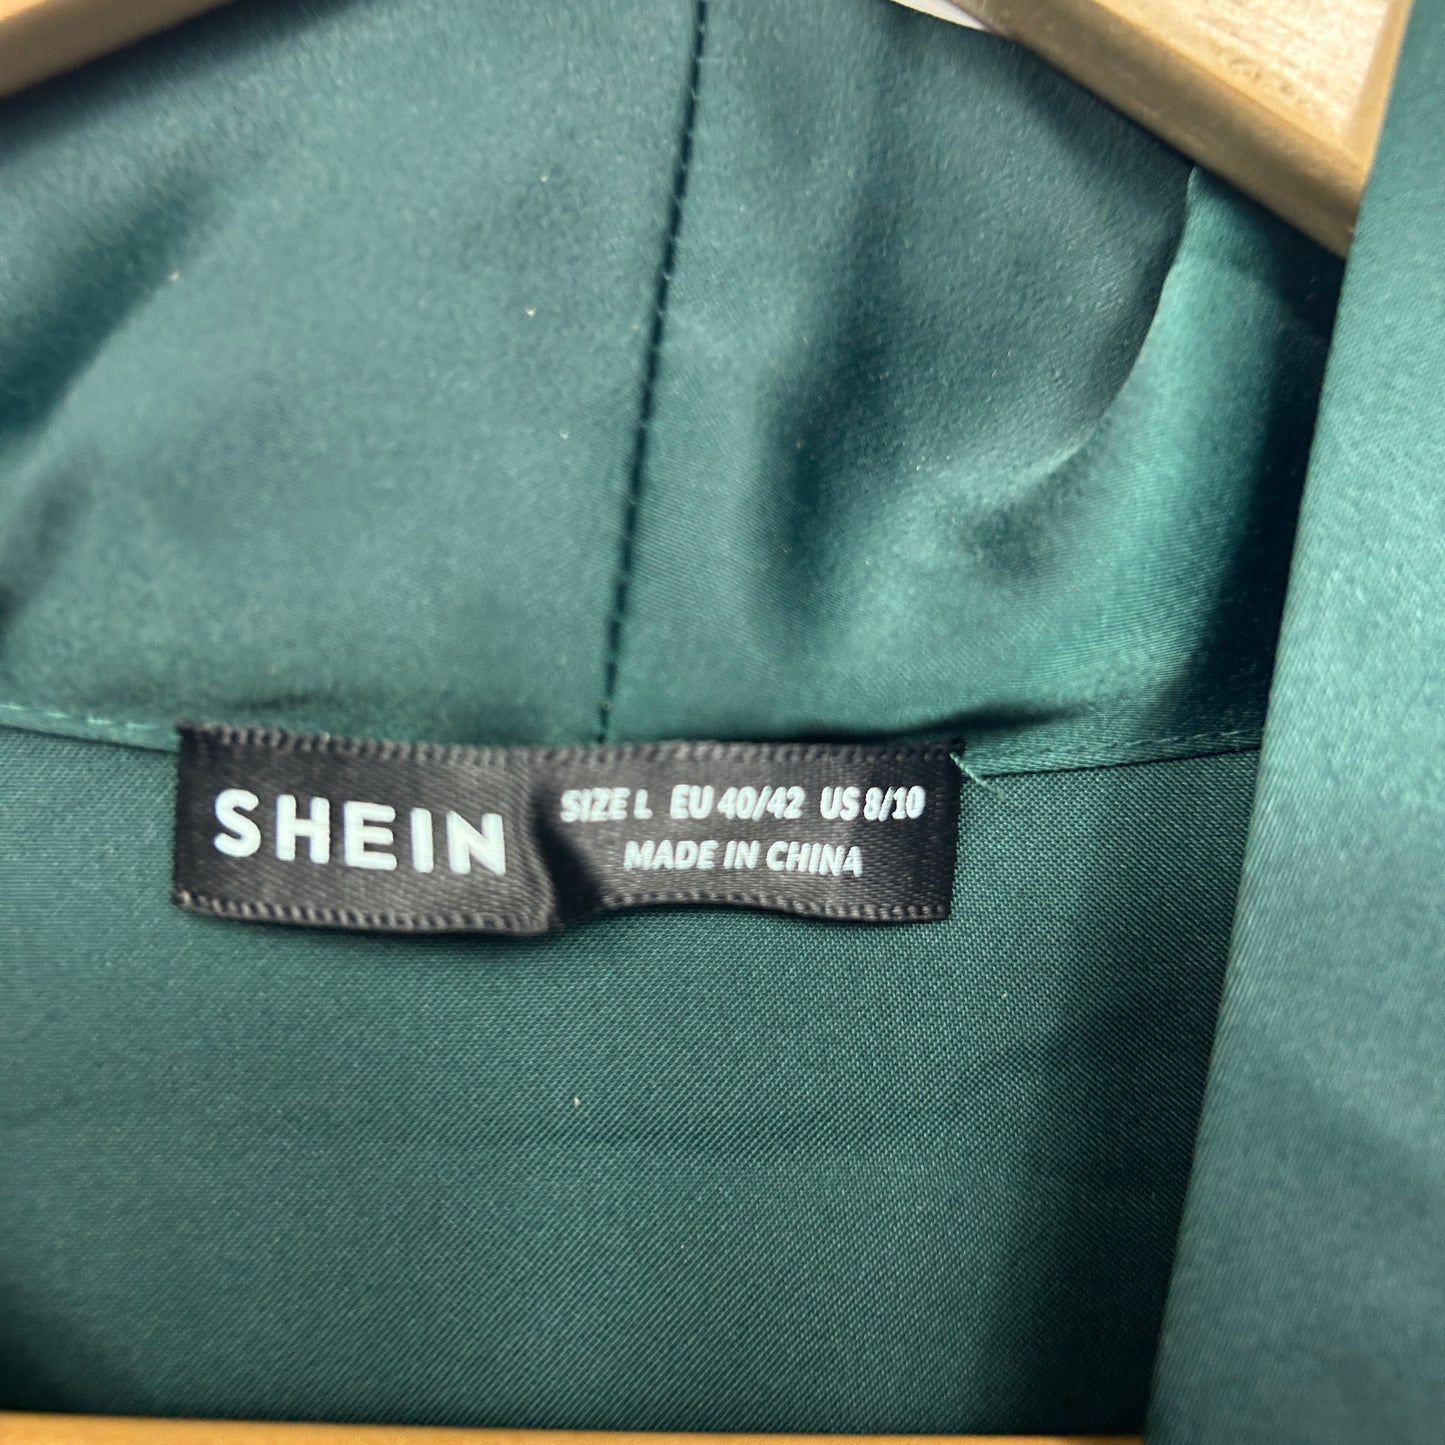 SHEIN
SIZE L EU 40/42 US 8/10
MADE IN CHINA